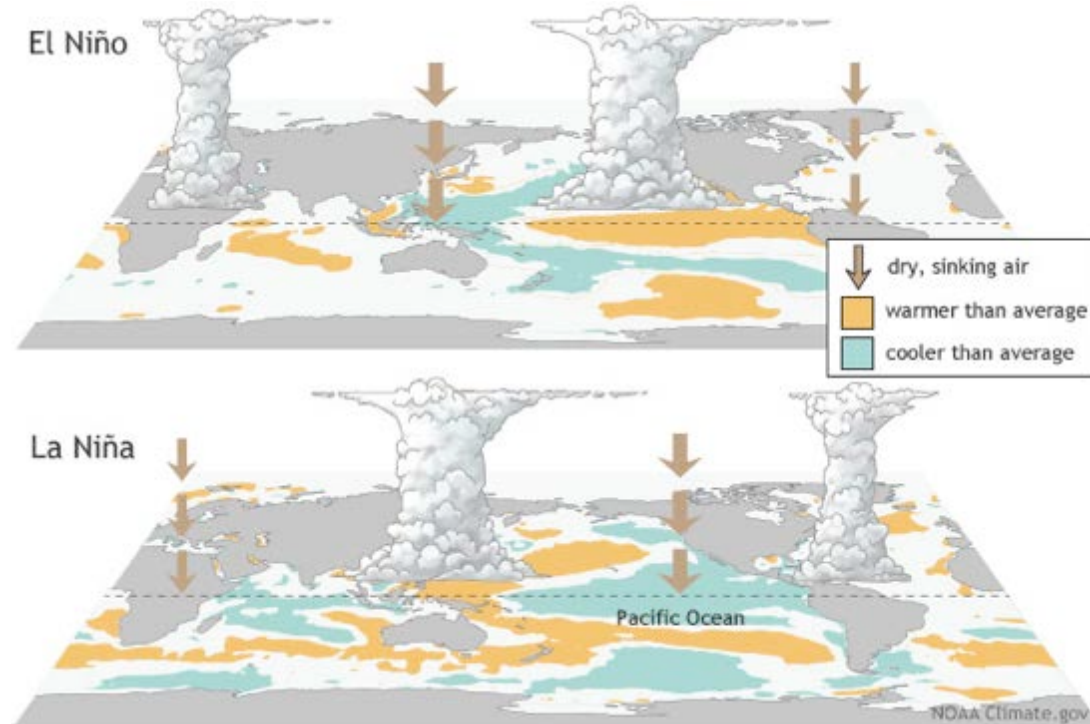 El Niño
dry, sinking air
warmer than average
cooler than average
La Niña
Pacific Ocean
NOAA Climate.gov